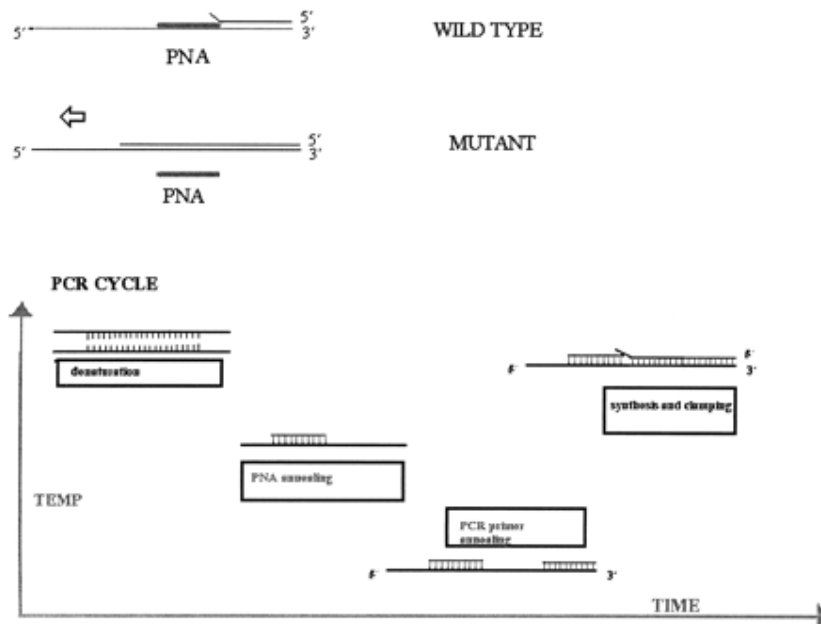 5′
5′
3′
WILD TYPE
PNA
5′
5′
3′
MUTANT
PNA
PCR CYCLE
denaturation
5′
5′
3′
synthesis and clamping
PNA annealing
TEMP
PCR primer
annealing
5′
3′
TIME